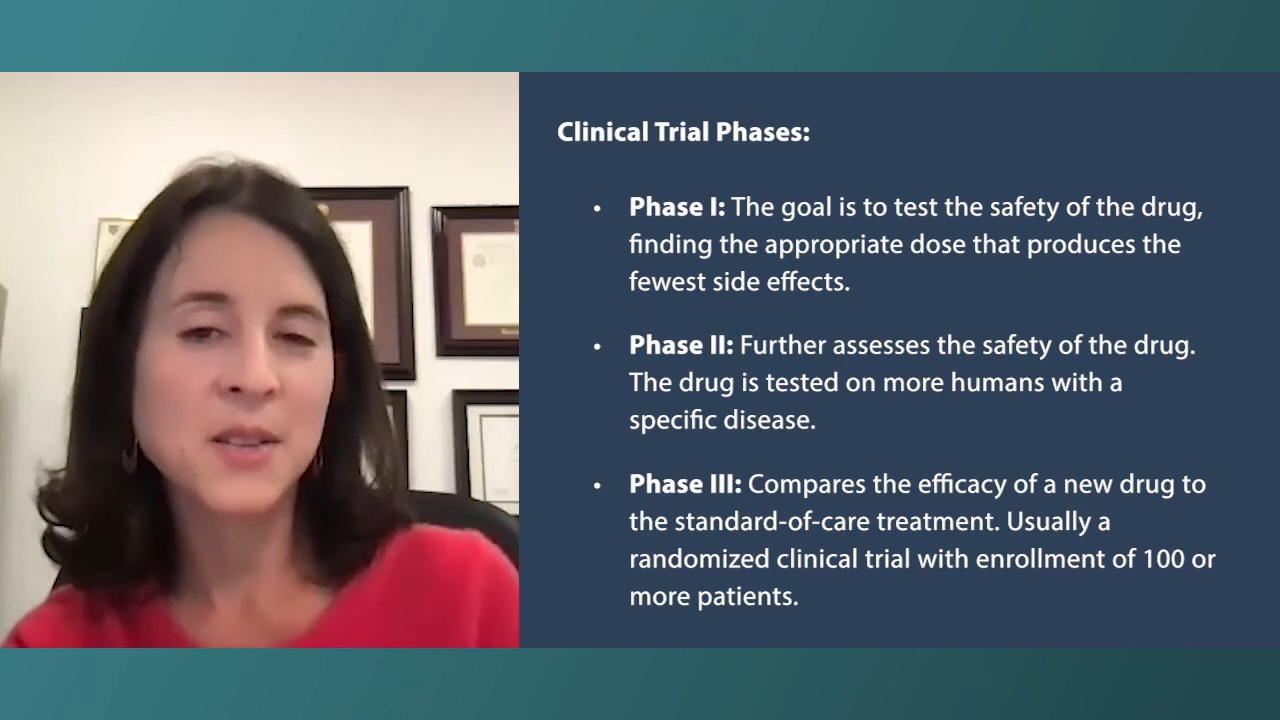 Clinical Trial Phases:
• Phase I: The goal is to test the safety of the drug,
finding the appropriate dose that produces the
fewest side effects.
• Phase II: Further assesses the safety of the drug.
The drug is tested on more humans with a
specific disease.
• Phase III: Compares the efficacy of a new drug to
the standard-of-care treatment. Usually a
randomized clinical trial with enrollment of 100 or
more patients.